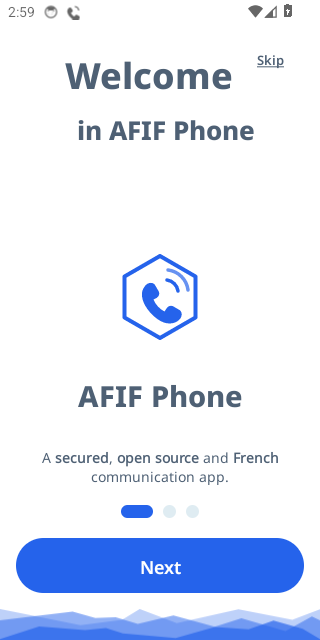 2:59
Skip
Welcome
in AFIF Phone
AFIF Phone
A secured, open source and French
communication app.
Next